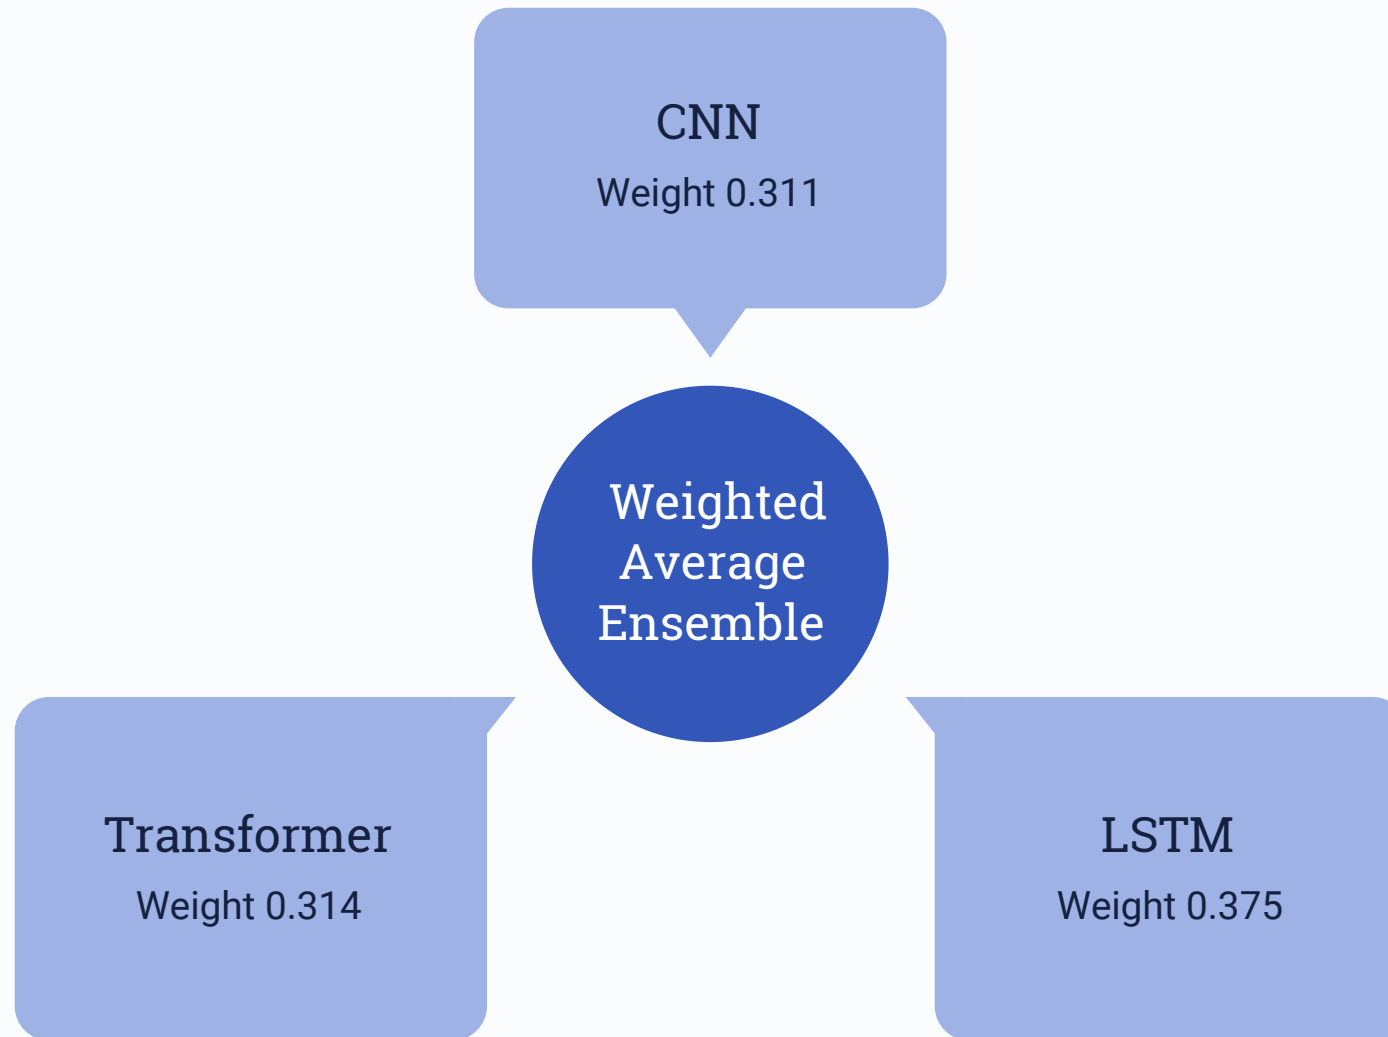 CNN
Weight 0.311
Weighted
Average
Ensemble
Transformer
Weight 0.314
LSTM
Weight 0.375